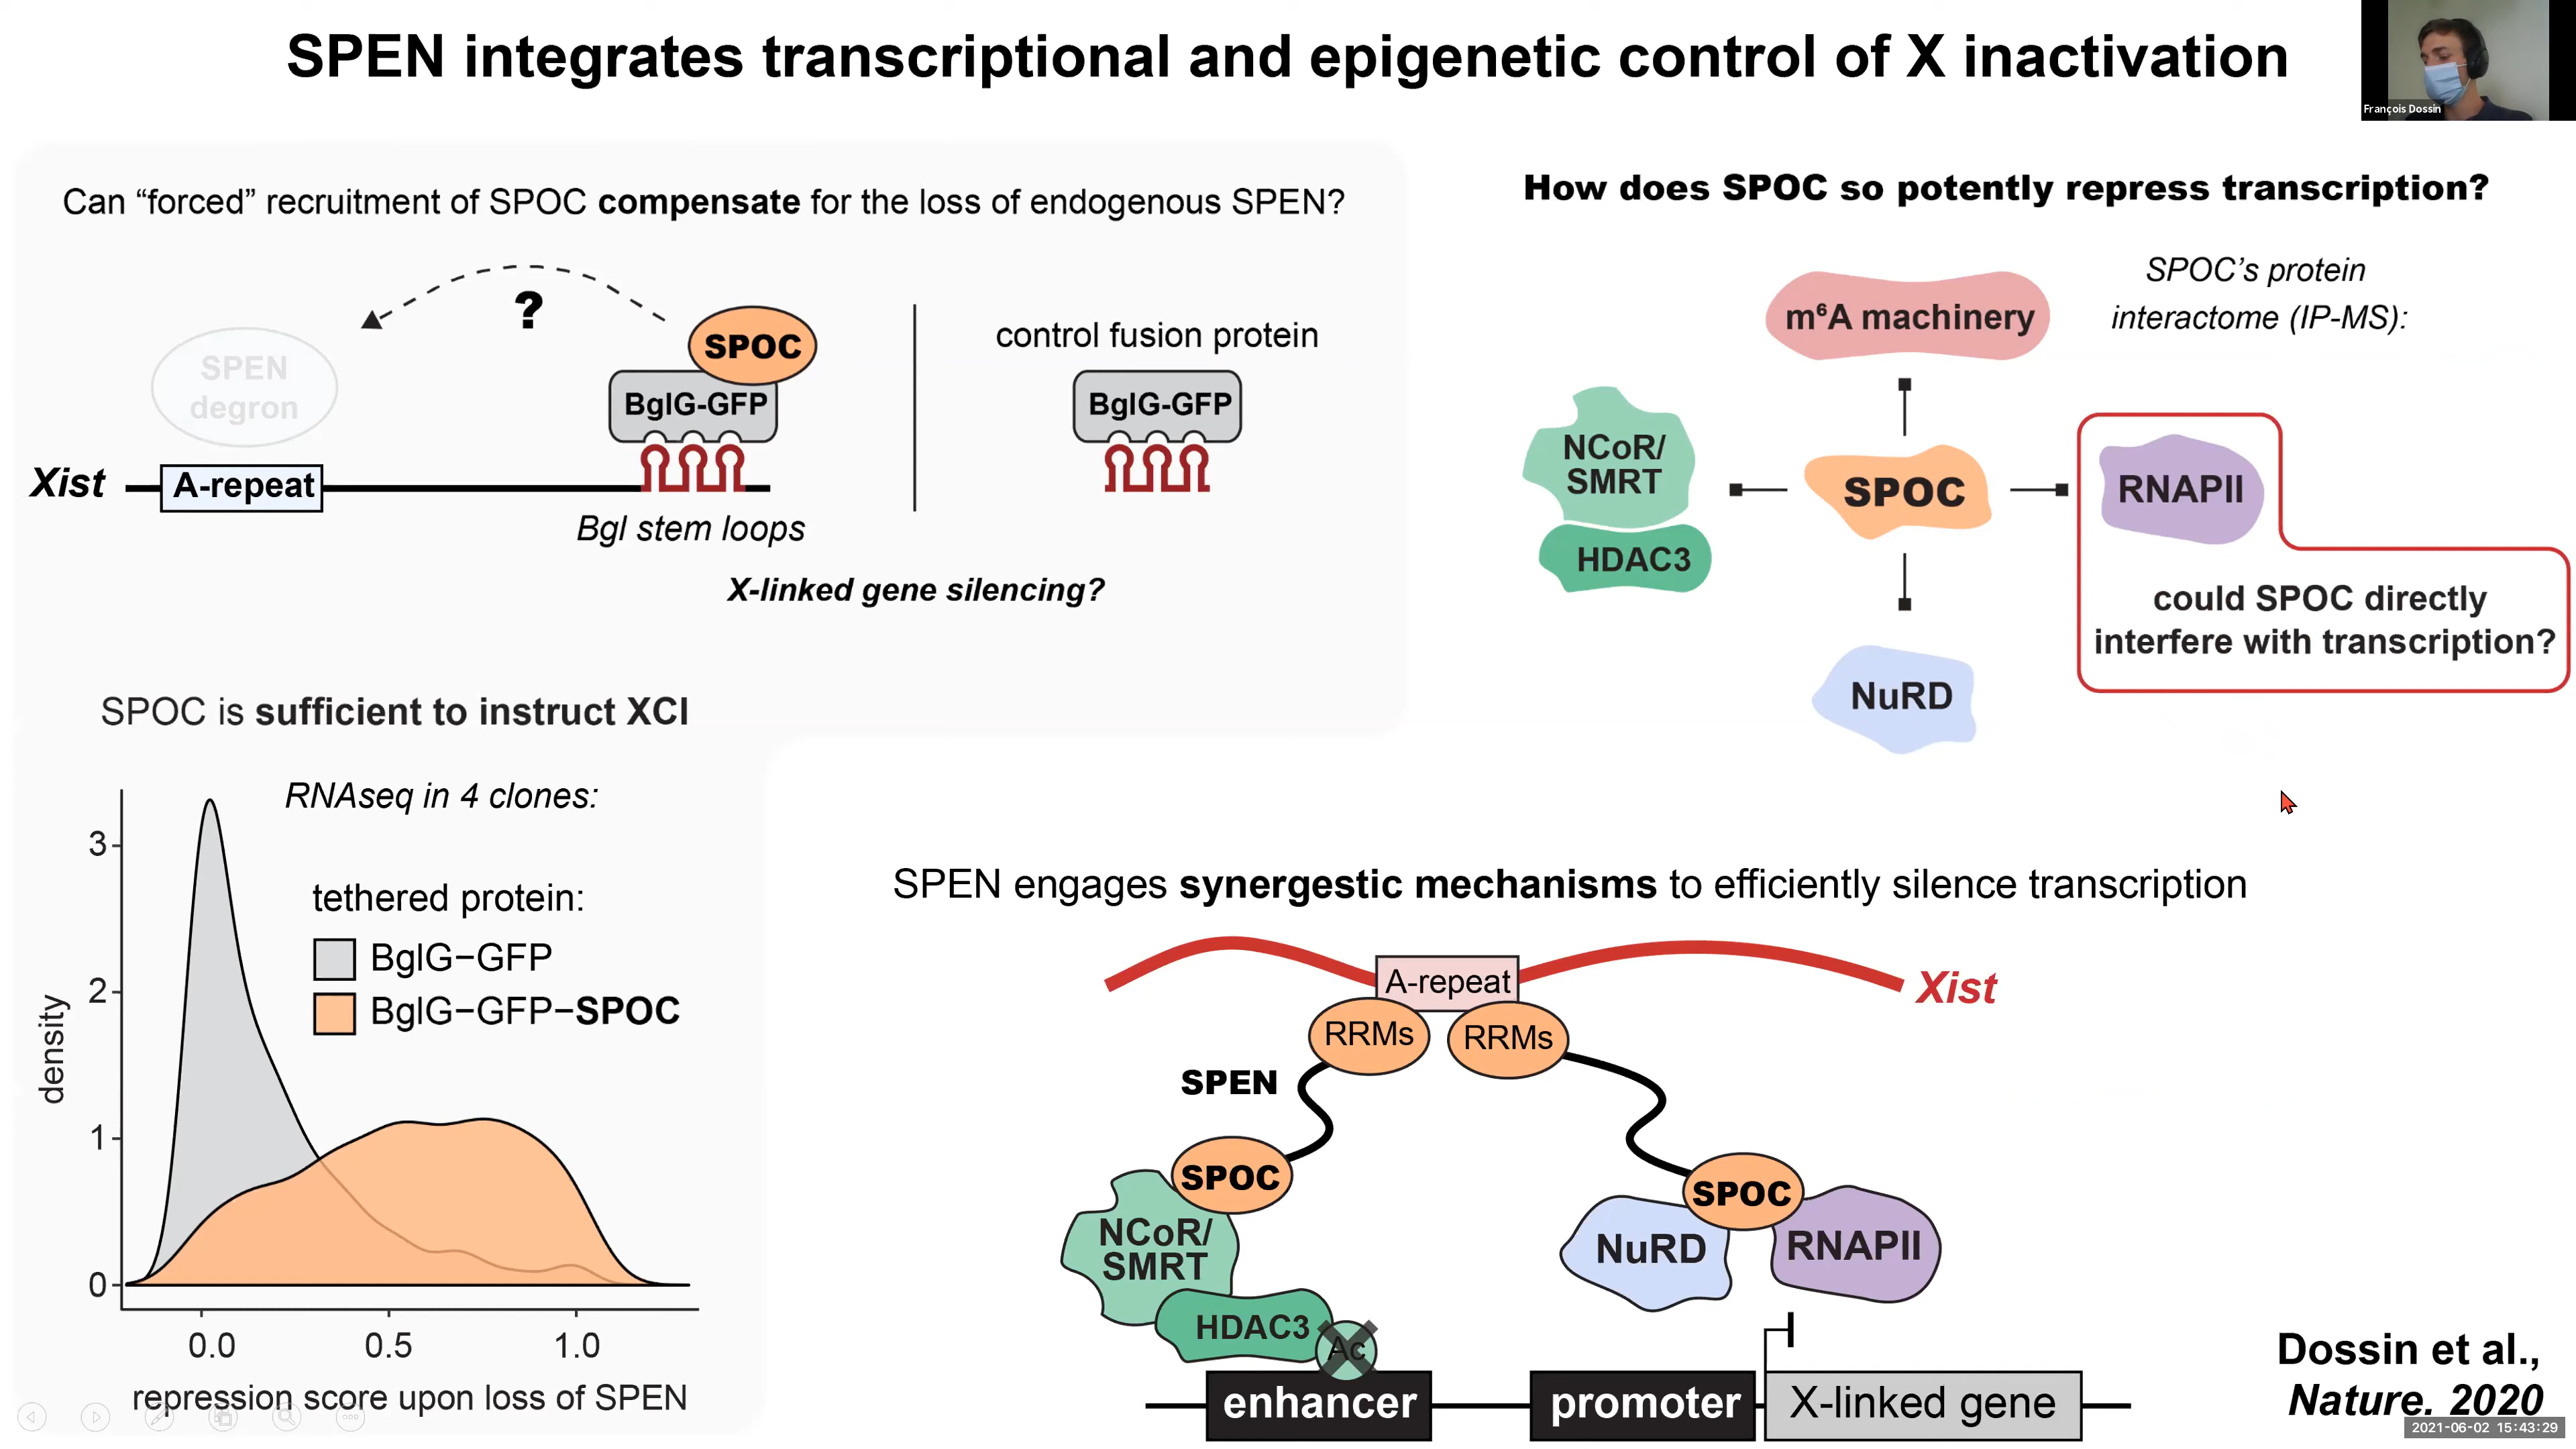 SPEN integrates transcriptional and epigenetic control of X inactivation
François Dossin
Can “forced” recruitment of SPOC compensate for the loss of endogenous SPEN?
?
SPOC
SPEN
degron
BglG-GFP
Xist
A-repeat
Bgl stem loops
control fusion protein
BglG-GFP
X-linked gene silencing?
How does SPOC so potently repress transcription?
SPOC’s protein
interactome (IP-MS):
m⁶A machinery
NCoR/
SMRT
HDAC3
SPOC
RNAPII
could SPOC directly
interfere with transcription?
NuRD
SPOC is sufficient to instruct XCI
RNAseq in 4 clones:
tethered protein:
BglG−GFP
BglG−GFP−SPOC
density
3
2
1
0
0.0 0.5 1.0
repression score upon loss of SPEN
SPEN engages synergestic mechanisms to efficiently silence transcription
A-repeat
Xist
RRMs
RRMs
SPEN
SPOC
SPOC
NCoR/
SMRT
HDAC3
Ac
NuRD
RNAPII
enhancer
promoter
X-linked gene
Dossin et al.,
Nature. 2020
2021-06-02 15:43:29